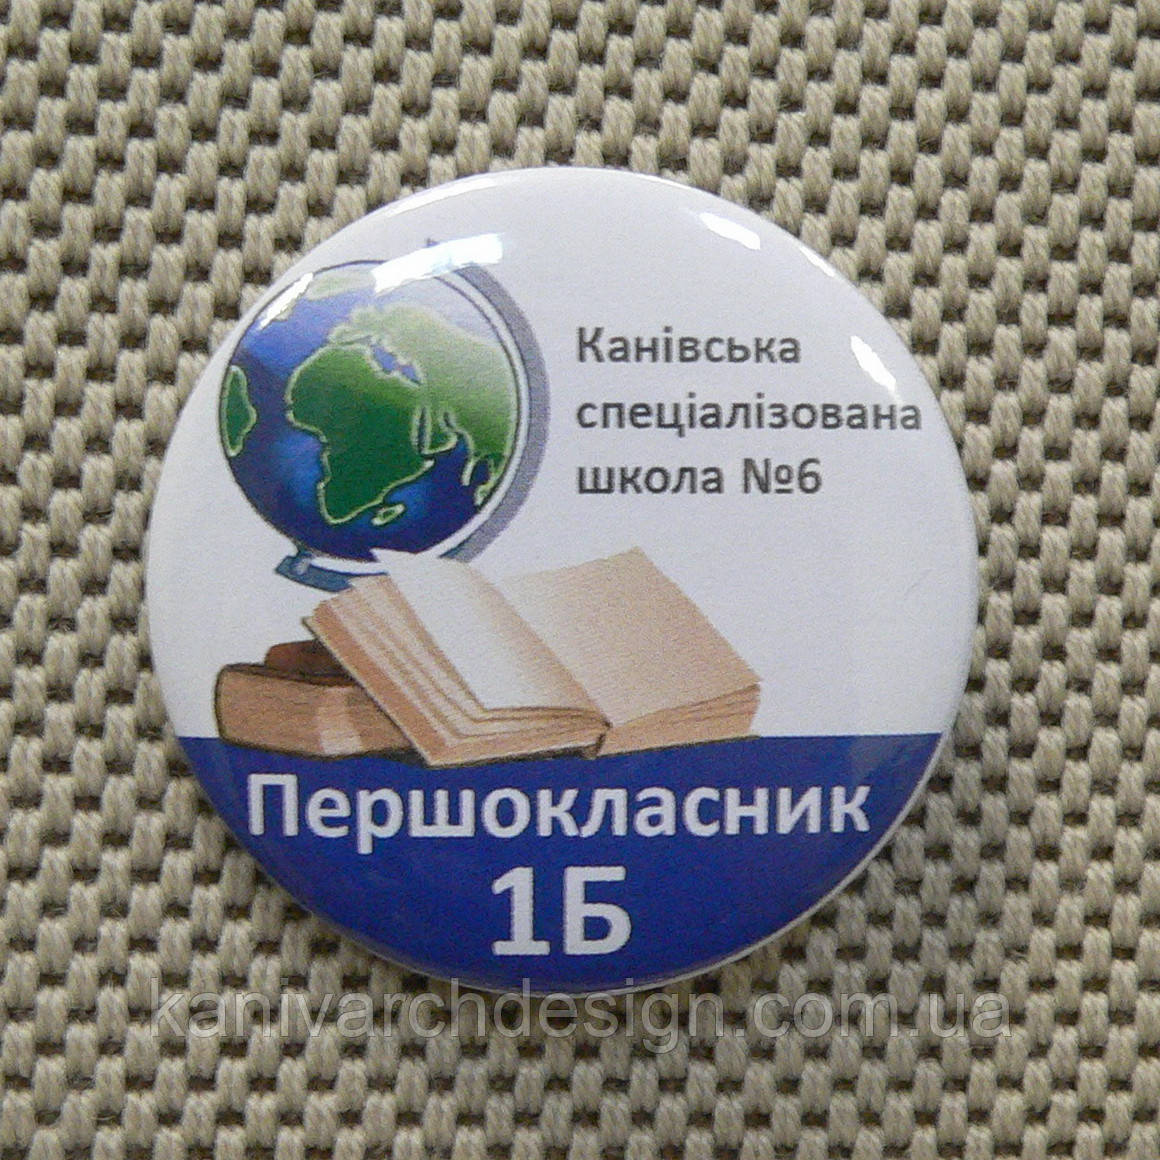 Канівська
спеціалізована
школа №6
Першокласник
1Б
kanivarchdesign.com.ua